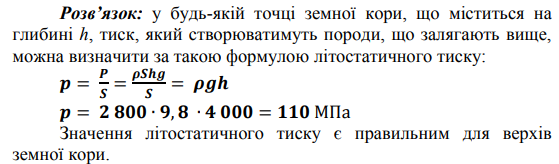 Розв’язок: у будь-якій точці земної кори, що міститься на
глибині h, тиск, який створюватимуть породи, що залягають вище,
можна визначити за такою формулою літостатичного тиску:
p = P/S = ρShg/S = ρgh
p = 2 800 · 9, 8 · 4 000 = 110 МПа
Значення літостатичного тиску є правильним для верхів
земної кори.